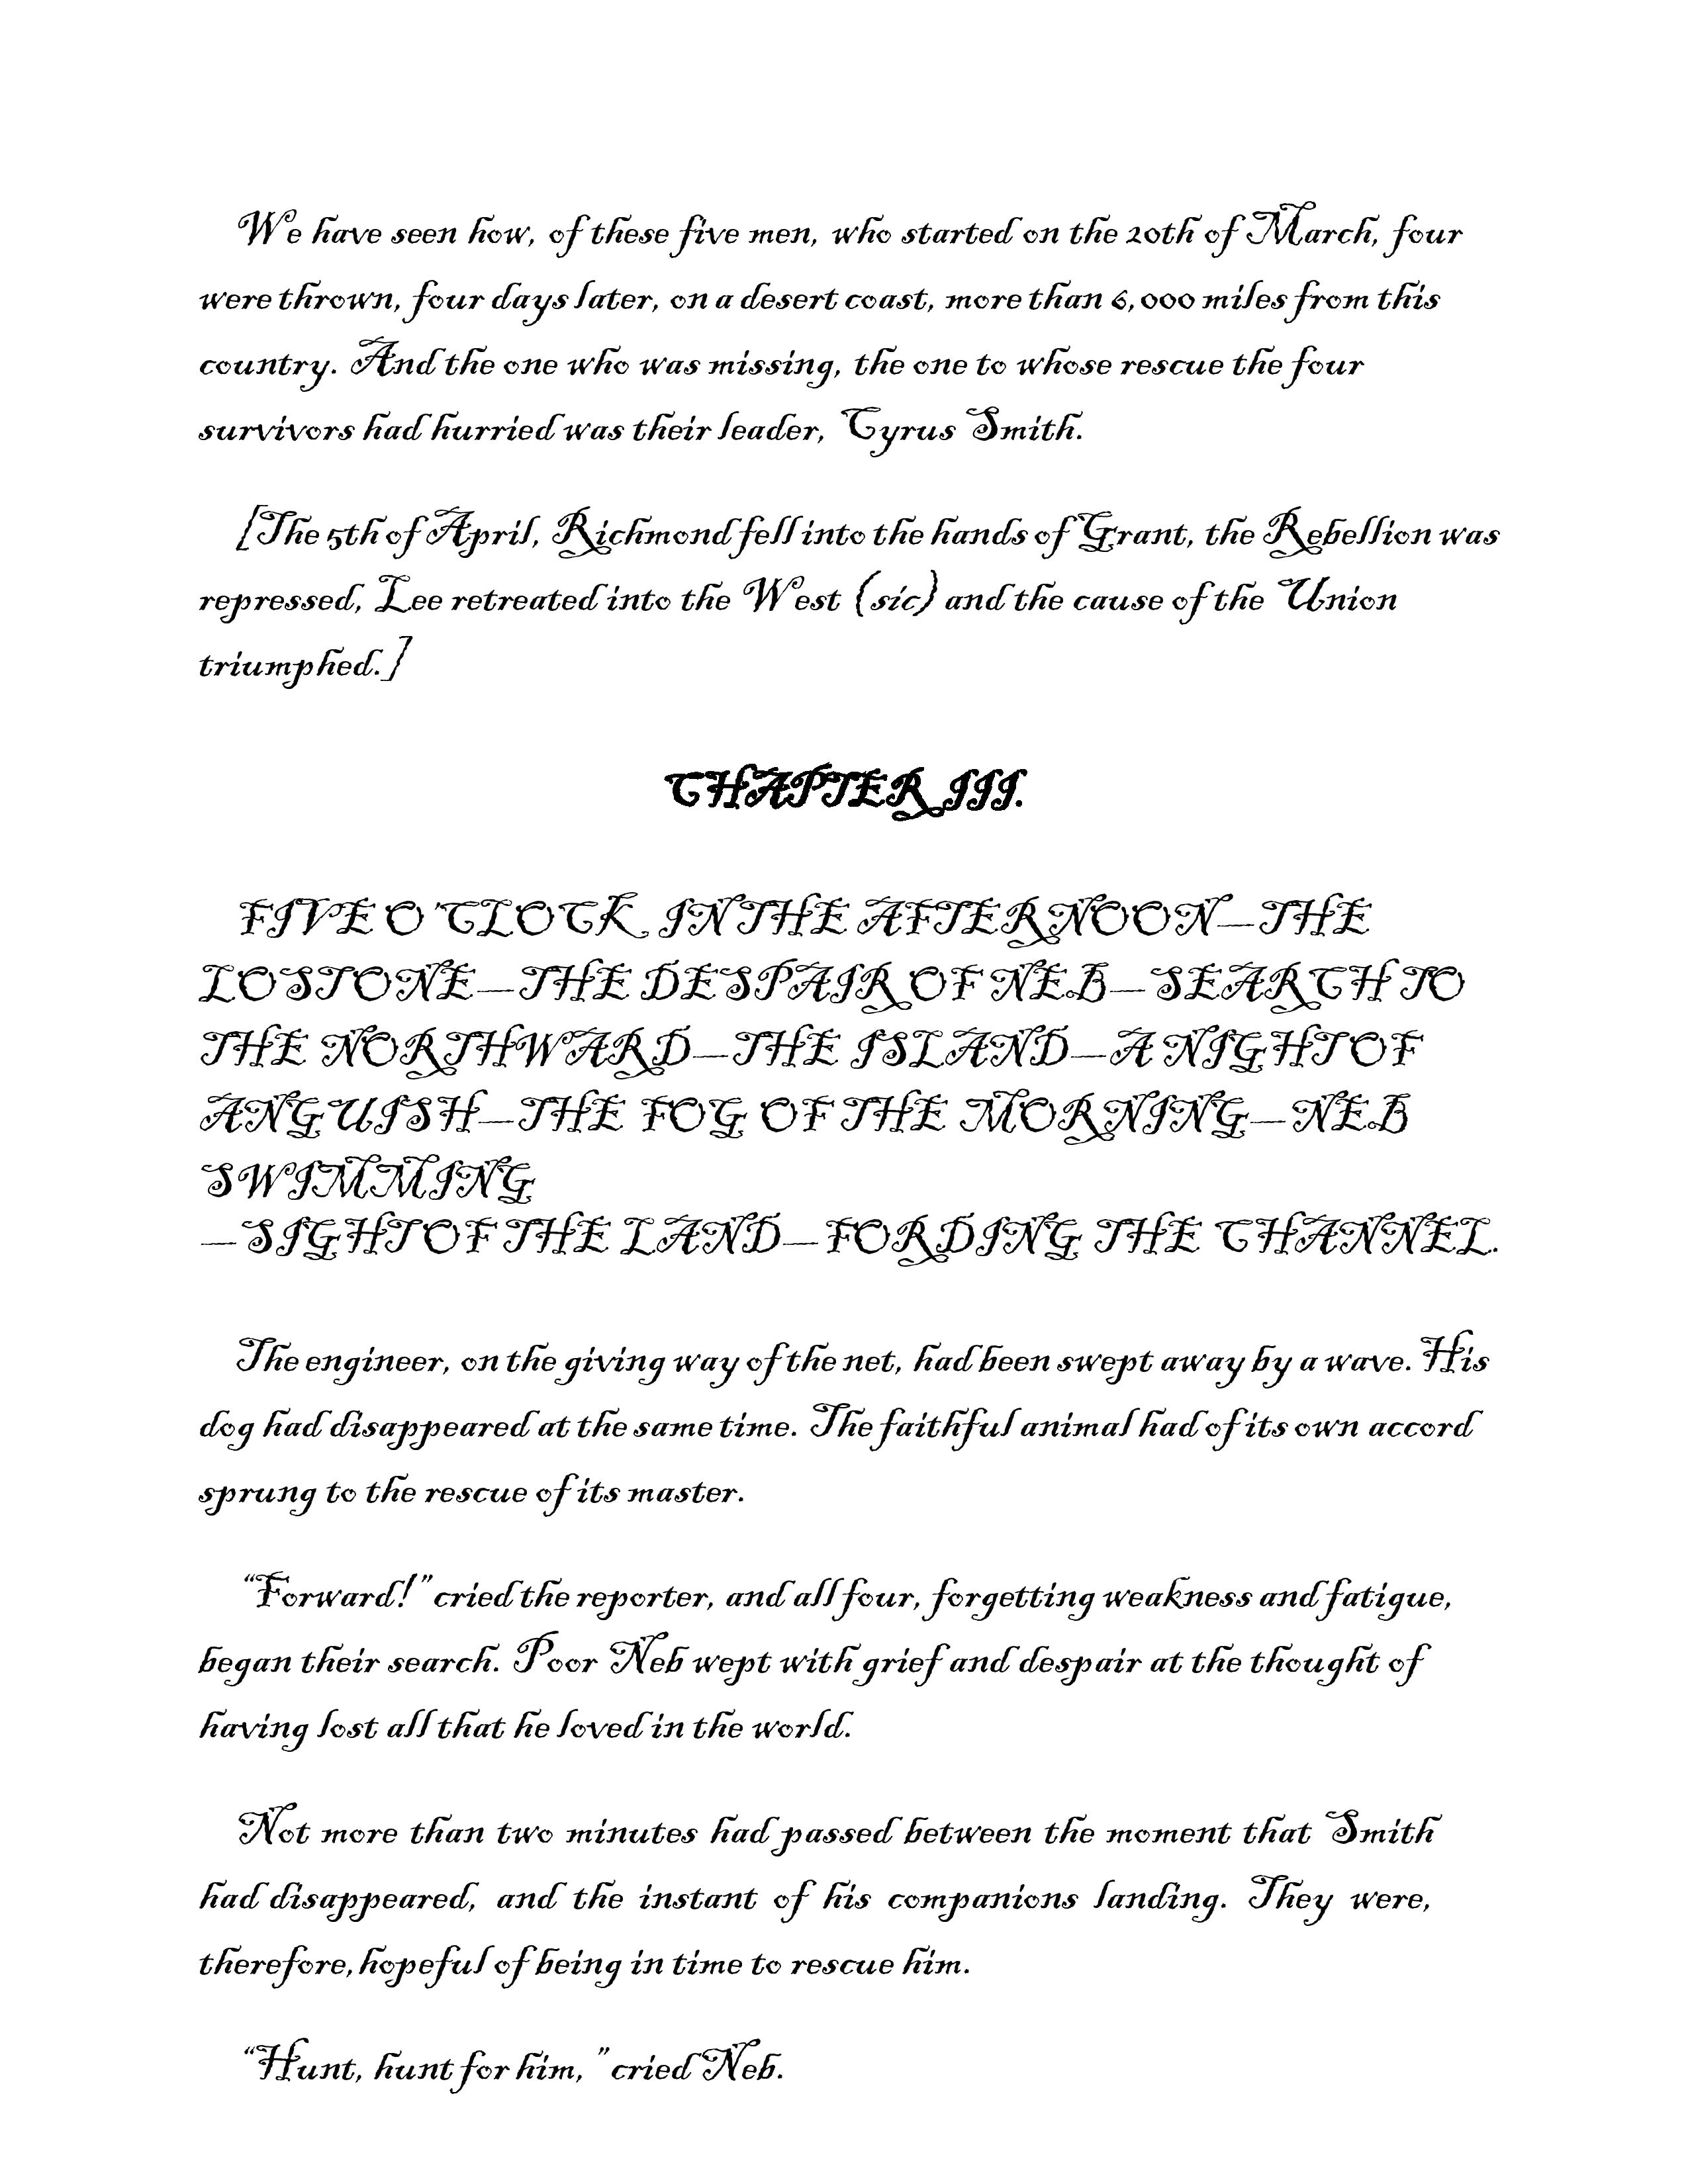 We have seen how, of these five men, who started on the 20th of March, four
were thrown, four days later, on a desert coast, more than 6,000 miles from this
country. And the one who was missing, the one to whose rescue the four
survivors had hurried was their leader, Cyrus Smith.
[The 5th of April, Richmond fell into the hands of Grant, the Rebellion was
repressed, Lee retreated into the West (sic) and the cause of the Union
triumphed.]
CHAPTER III.
FIVE O'CLOCK IN THE AFTERNOON—THE
LOST ONE—THE DESPAIR OF NEB—SEARCH TO
THE NORTHWARD—THE ISLAND—A NIGHT OF
ANGUISH—THE FOG OF THE MORNING—NEB
SWIMMING
—SIGHT OF THE LAND—FORDING THE CHANNEL.
The engineer, on the giving way of the net, had been swept away by a wave. His
dog had disappeared at the same time. The faithful animal had of its own accord
sprung to the rescue of its master.
“Forward!” cried the reporter, and all four, forgetting weakness and fatigue,
began their search. Poor Neb wept with grief and despair at the thought of
having lost all that he loved in the world.
Not more than two minutes had passed between the moment that Smith
had disappeared, and the instant of his companions landing. They were,
therefore, hopeful of being in time to rescue him.
“Hunt, hunt for him,” cried Neb.